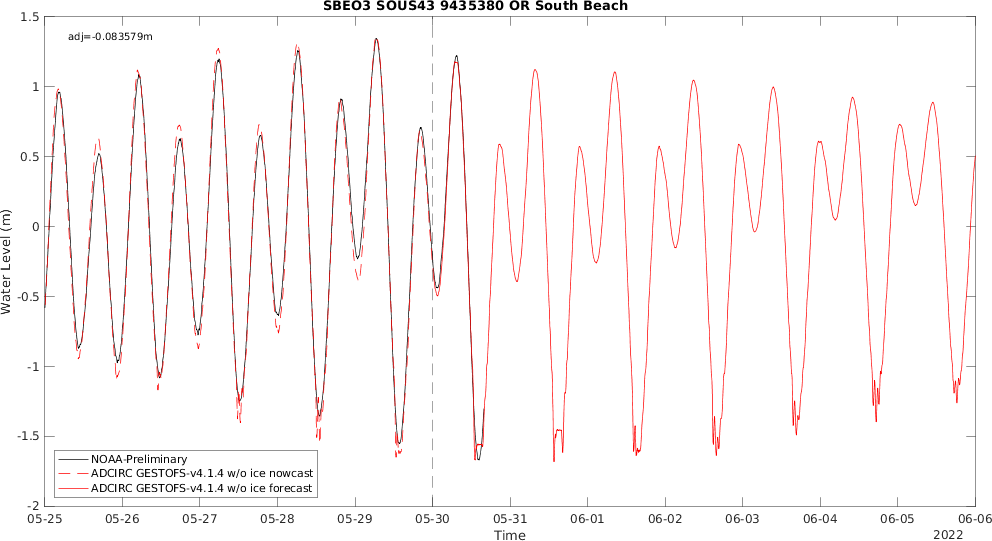 SBEO3 SOUS43 9435380 OR South Beach
adj=-0.083579m
1.5
1
0.5
0
-0.5
-1
-1.5
-2
Water Level (m)
NOAA-Preliminary
ADCIRC GESTOFS-v4.1.4 w/o ice nowcast
ADCIRC GESTOFS-v4.1.4 w/o ice forecast
05-25 05-26 05-27 05-28 05-29 05-30 05-31 06-01 06-02 06-03 06-04 06-05 06-06
Time
2022